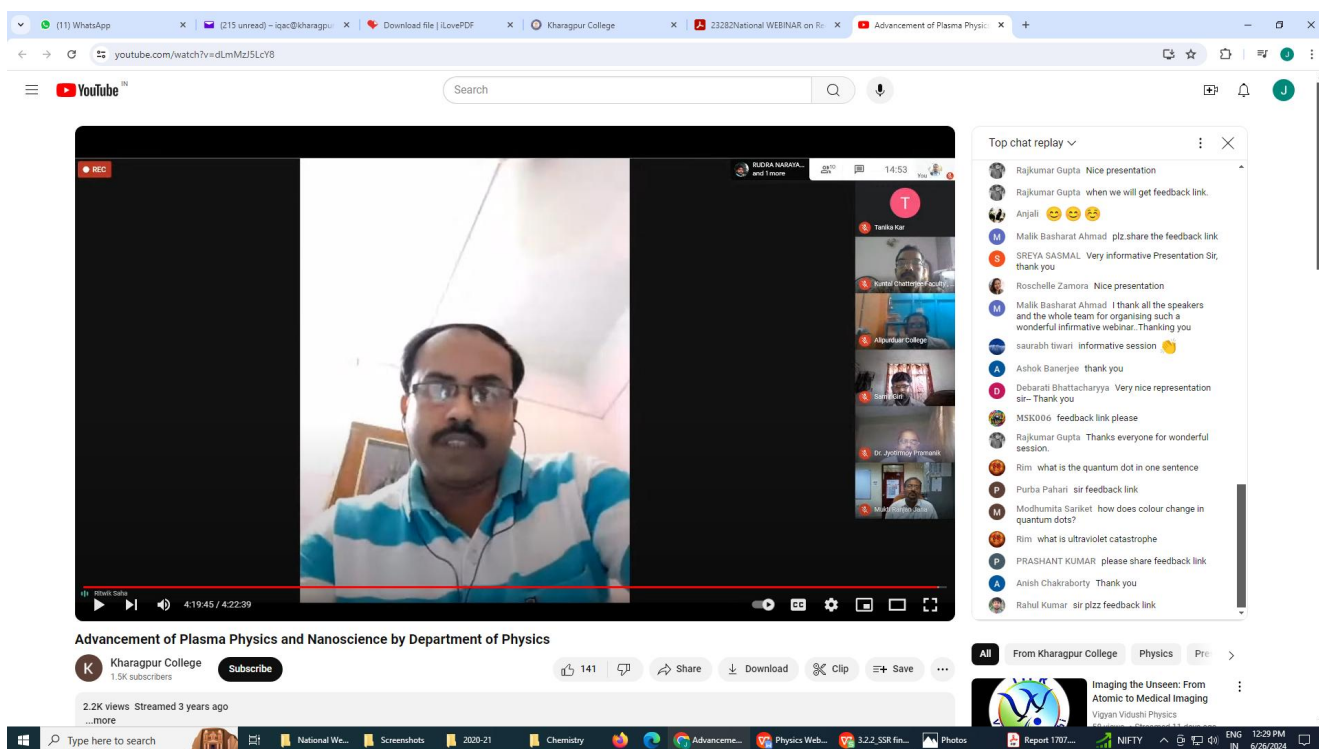 (11) WhatsApp
(215 unread) – iqac@kharagpur
Download file | iLovePDF
Kharagpur College
23282National WEBINAR on Re
Advancement of Plasma Physic
youtube.com/watch?v=dLmMzJ5LcY8
J
YouTube IN
Search
J
REC
RUDRA NARAYA...
and 1 more
10
14:53
You
T
Tanika Kar
Kuntal Chatterjee Faculty,...
Alipurduar College
Samir Giri
Dr. Jyotirmoy Pramanik
Mukti Ranjan Jana
Ritwik Saha
4:19:45 / 4:22:39
CC
Top chat replay
Rajkumar Gupta Nice presentation
Rajkumar Gupta when we will get feedback link.
Anjali 😊 😊 😊
M Malik Basharat Ahmad plz.share the feedback link
S SREYA SASMAL Very informative Presentation Sir,
thank you
Roschelle Zamora Nice presentation
M Malik Basharat Ahmad I thank all the speakers
and the whole team for organising such a
wonderful infirmative webinar..Thanking you
saurabh tiwari informative session 👏
A Ashok Banerjee thank you
D Debarati Bhattacharyya Very nice representation
sir-- Thank you
MSK006 feedback link please
Rajkumar Gupta Thanks everyone for wonderful
session.
Rim what is the quantum dot in one sentence
P Purba Pahari sir feedback link
M Modhumita Sariket how does colour change in
quantum dots?
Rim what is ultraviolet catastrophe
P PRASHANT KUMAR please share feedback link
A Anish Chakraborty Thank you
Rahul Kumar sir plzz feedback link
Advancement of Plasma Physics and Nanoscience by Department of Physics
K
Kharagpur College
1.5K subscribers
Subscribe
141
Share
Download
Clip
Save
2.2K views Streamed 3 years ago
...more
All
From Kharagpur College
Physics
Pre
Imaging the Unseen: From
Atomic to Medical Imaging
Vigyan Vidushi Physics
Type here to search
National We...
Screenshots
2020-21
Chemistry
Advanceme...
Physics Web...
3.2.2_SSR fin...
Photos
Report 1707....
NIFTY
ENG
IN
12:29 PM
6/26/2024